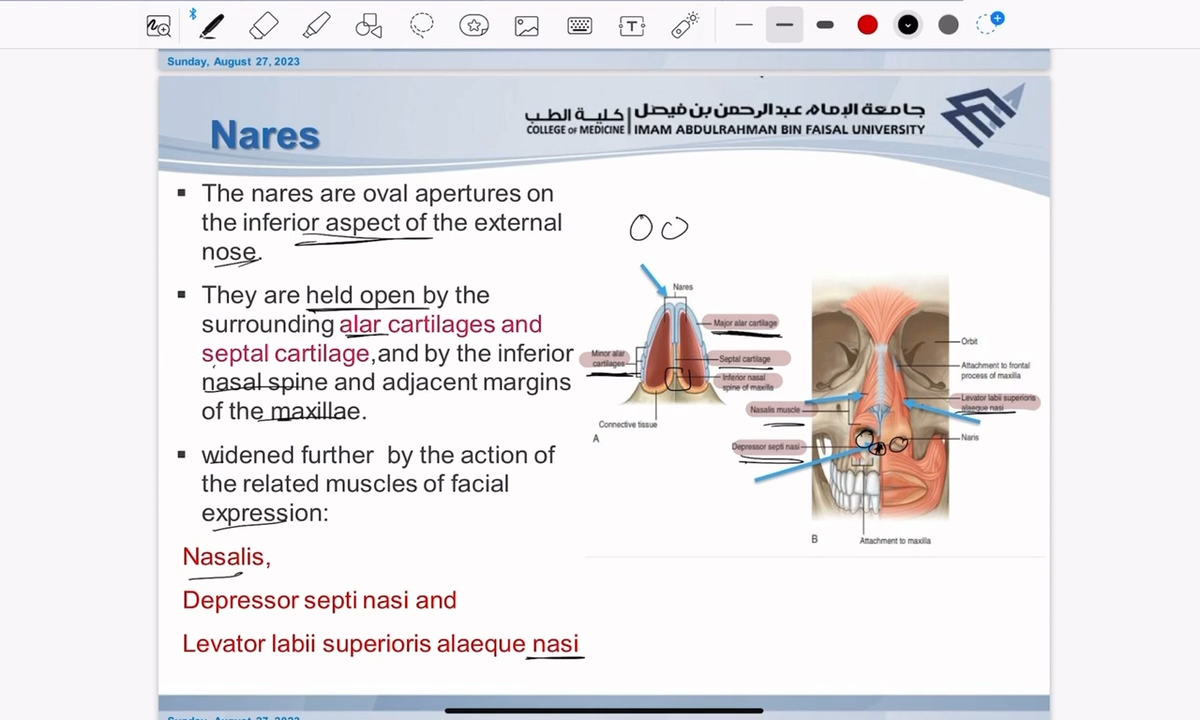 Sunday, August 27, 2023
Nares
كلية الطب
جامعة الإمام عبدالرحمن بن فيصل
COLLEGE OF MEDICINE
IMAM ABDULRAHMAN BIN FAISAL UNIVERSITY
▪ The nares are oval apertures on
the inferior aspect of the external
nose.
▪ They are held open by the
surrounding alar cartilages and
septal cartilage,and by the inferior
nasal spine and adjacent margins
of the maxillae.
▪ widened further by the action of
the related muscles of facial
expression:
Nasalis,
Depressor septi nasi and
Levator labii superioris alaeque nasi
Nares
Major alar cartilage
Minor alar
cartilages
Septal cartilage
Inferior nasal
spine of maxilla
Connective tissue
A
Orbit
Attachment to frontal
process of maxilla
Levator labii superioris
alaeque nasi
Nasalis muscle
Naris
Depressor septi nasi
B
Attachment to maxilla
Sunday, August 27, 2023